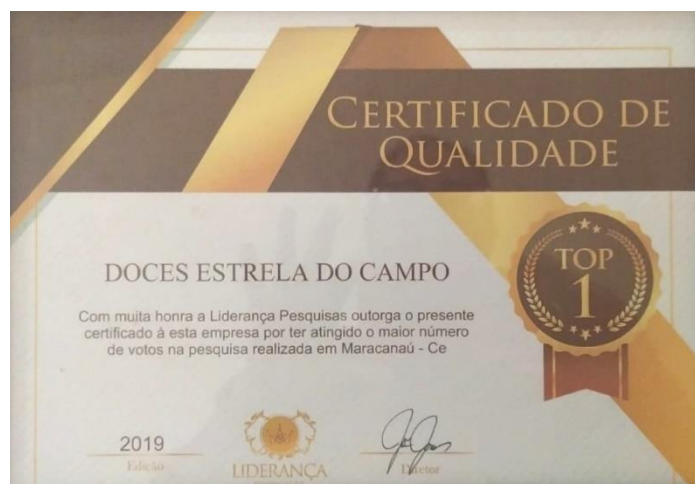 CERTIFICADO DE
QUALIDADE
TOP
1
DOCES ESTRELA DO CAMPO
Com muita honra a Liderança Pesquisas outorga o presente
certificado à esta empresa por ter atingido o maior número
de votos na pesquisa realizada em Maracanaú - Ce
2019
Edição
LIDERANÇA
Diretor